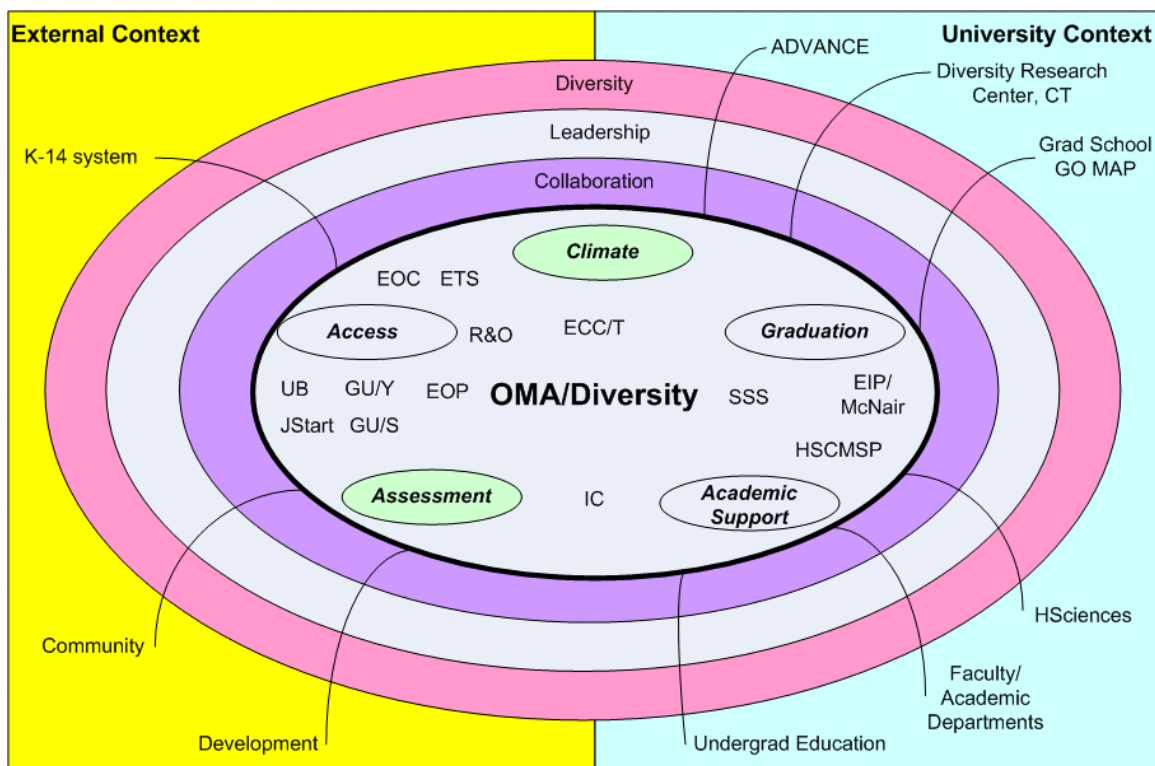 External Context
University Context
ADVANCE
Diversity Research
Center, CT
Diversity
Leadership
K-14 system
Grad School
GO MAP
Collaboration
Climate
EOC
ETS
Access
R&O
ECC/T
Graduation
UB
GU/Y
EOP
OMA/Diversity
SSS
EIP/
McNair
JStart
GU/S
HSCMSP
Assessment
IC
Academic
Support
HSciences
Community
Faculty/
Academic
Departments
Development
Undergrad Education